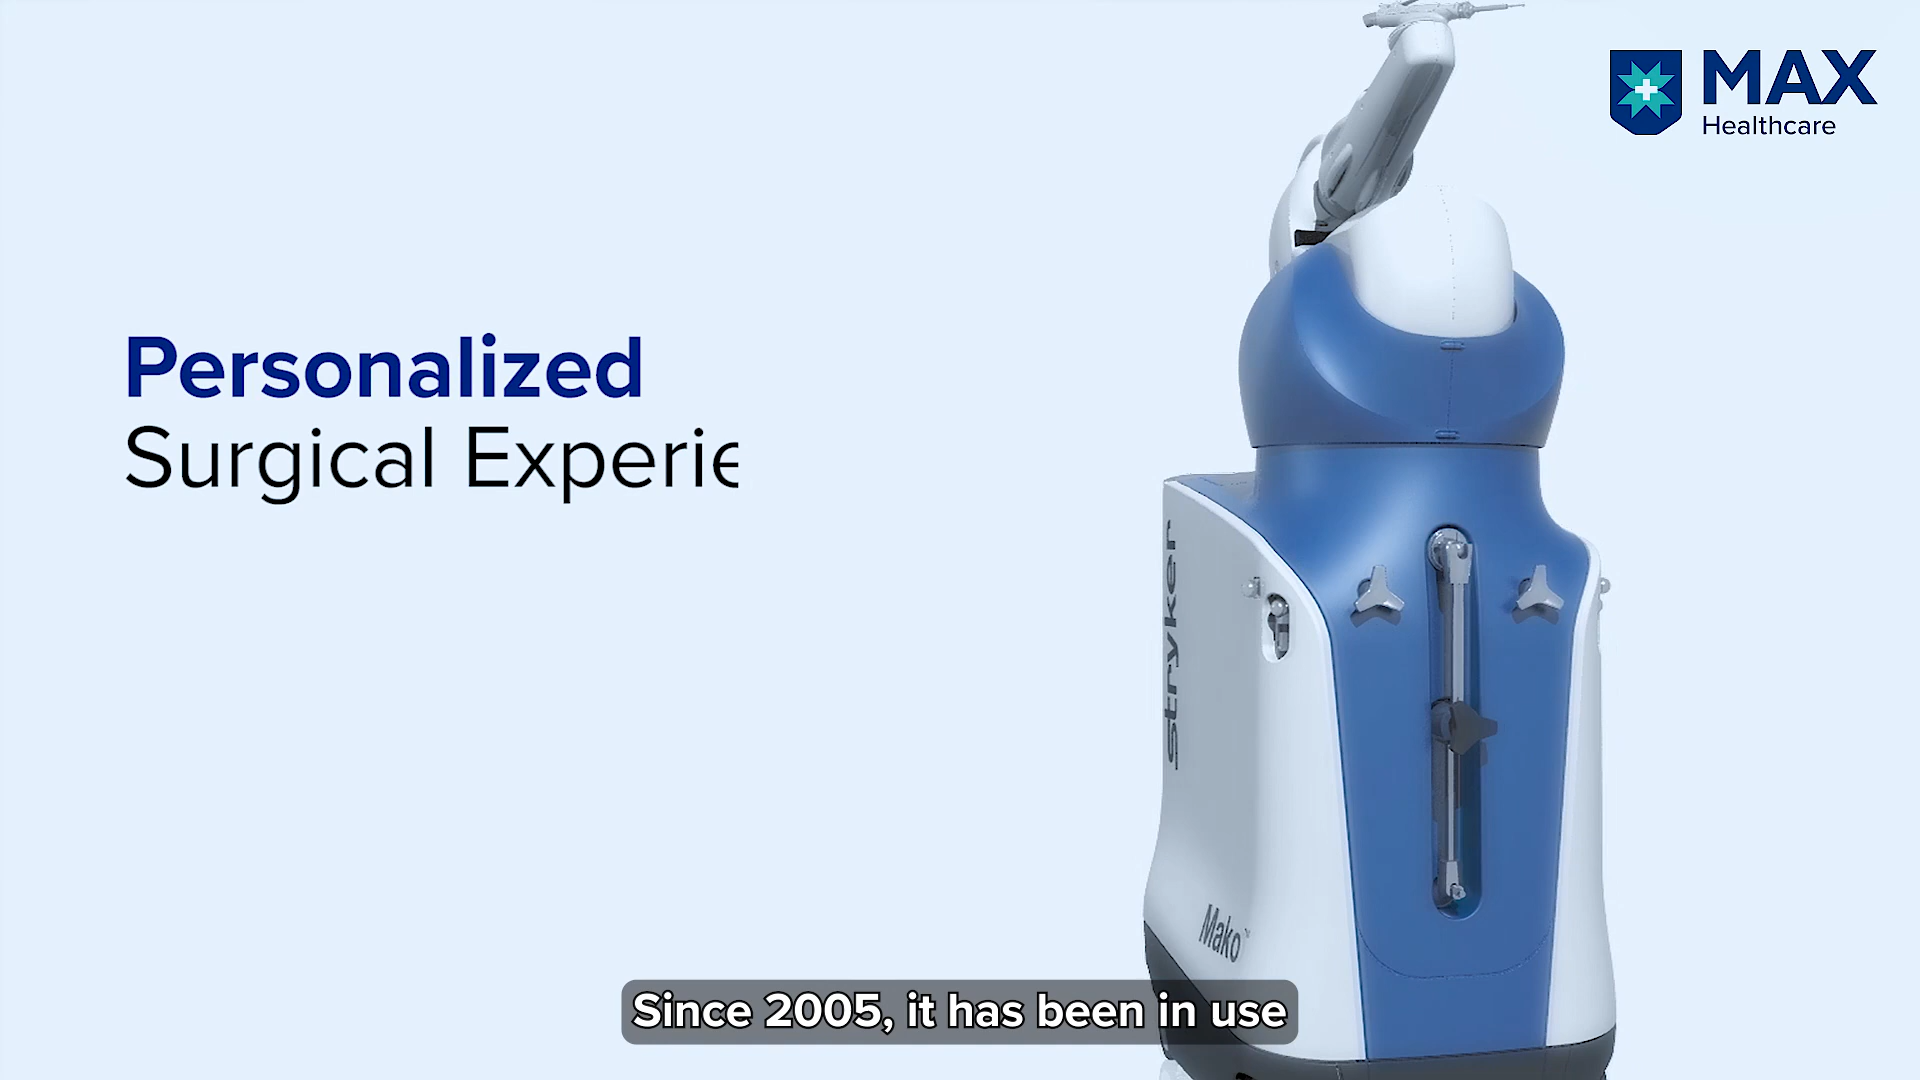 MAX
Healthcare
Personalized
Surgical Experie
stryker
Mako
Since 2005, it has been in use